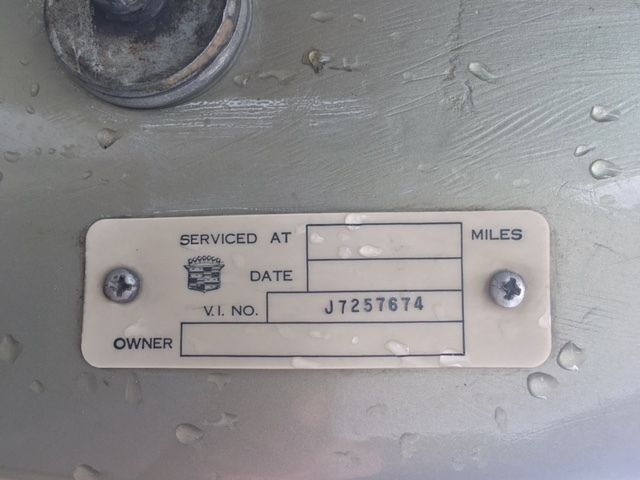 SERVICED AT MILES
DATE
V.I. NO. J7257674
OWNER